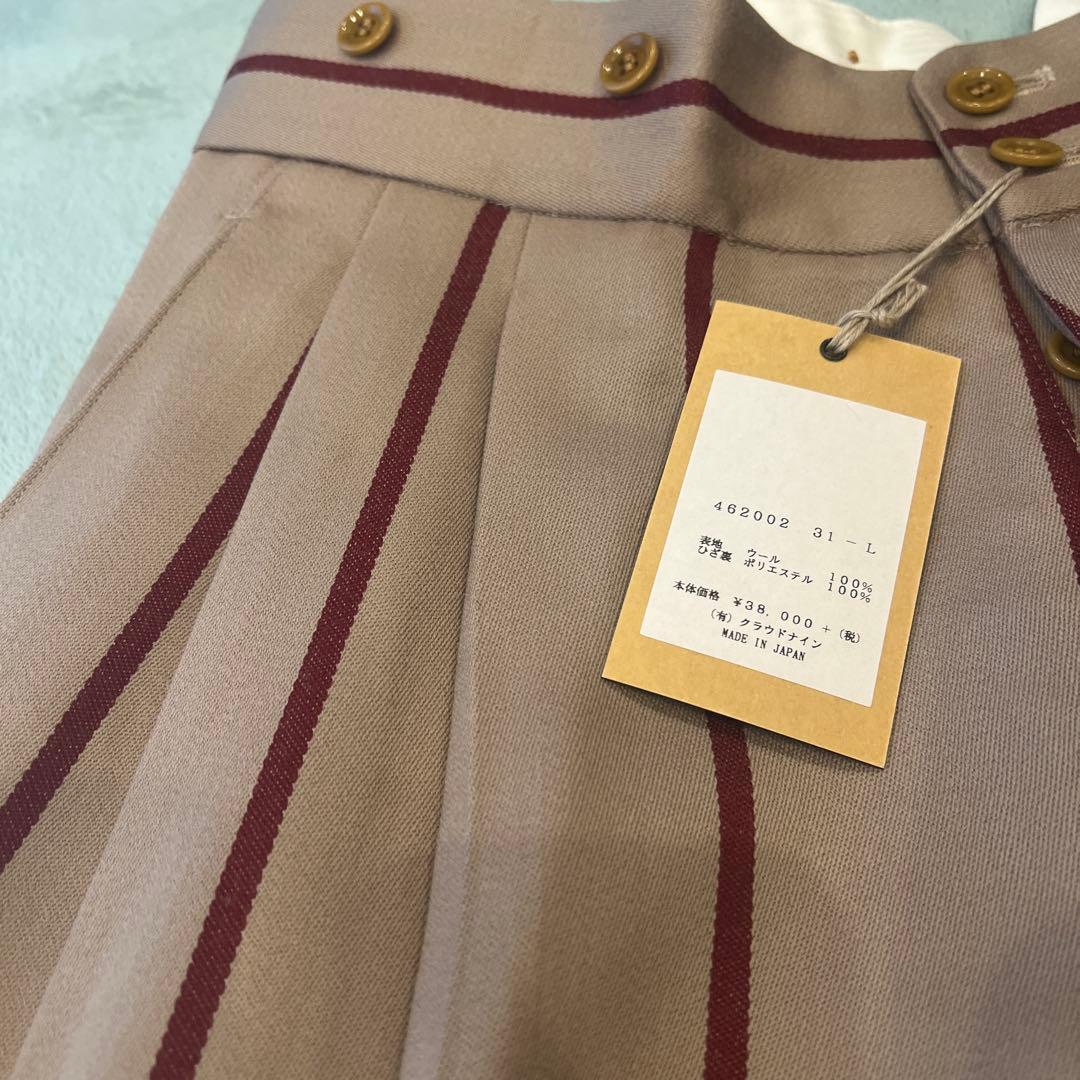 462002 31-L
表地 ウール 100%
ひざ裏 ポリエステル 100%
本体価格 ¥38,000+(税)
(有)クラウドナイン
MADE IN JAPAN